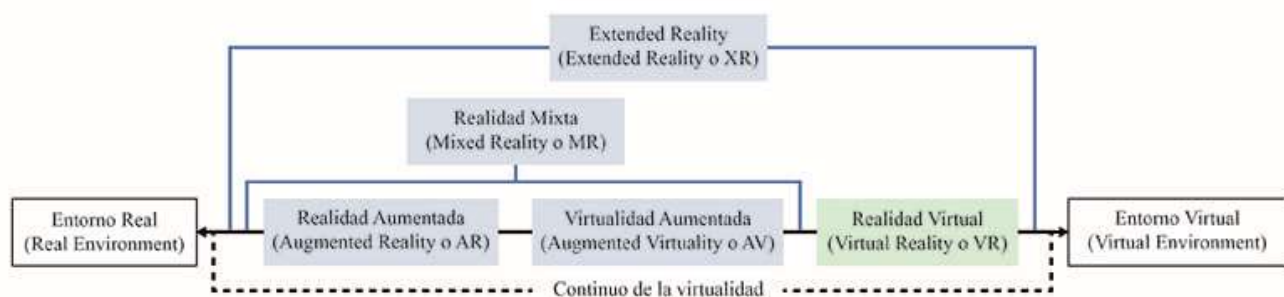 Extended Reality
(Extended Reality o XR)
Realidad Mixta
(Mixed Reality o MR)
Entorno Real
(Real Environment)
Realidad Aumentada
(Augmented Reality o AR)
Virtualidad Aumentada
(Augmented Virtuality o AV)
Realidad Virtual
(Virtual Reality o VR)
Entorno Virtual
(Virtual Environment)
Continuo de la virtualidad